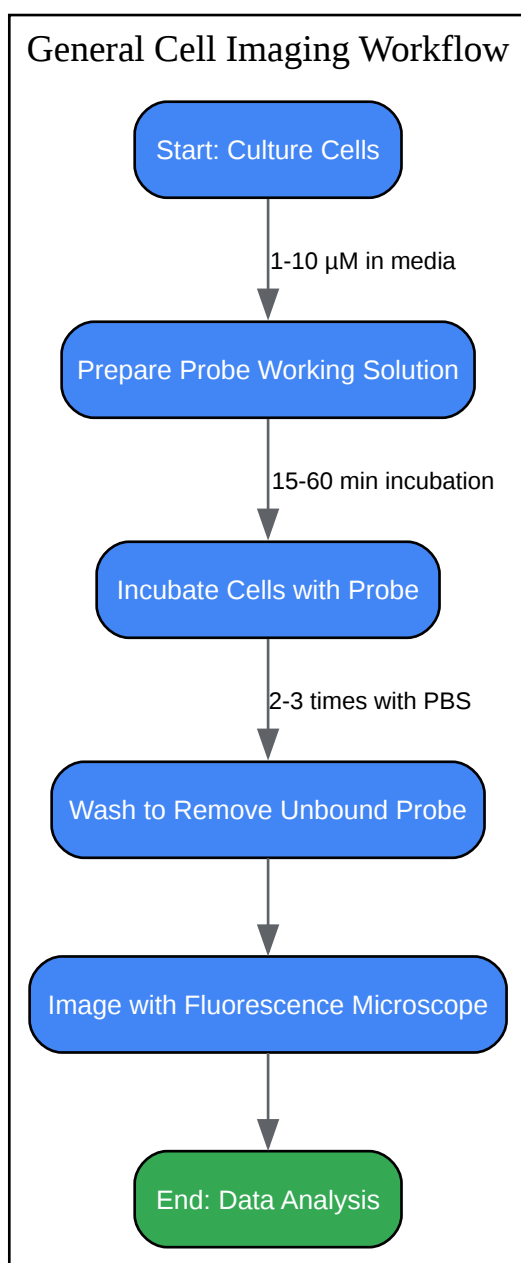 General Cell Imaging Workflow
Start: Culture Cells
1-10 µM in media
Prepare Probe Working Solution
15-60 min incubation
Incubate Cells with Probe
2-3 times with PBS
Wash to Remove Unbound Probe
Image with Fluorescence Microscope
End: Data Analysis